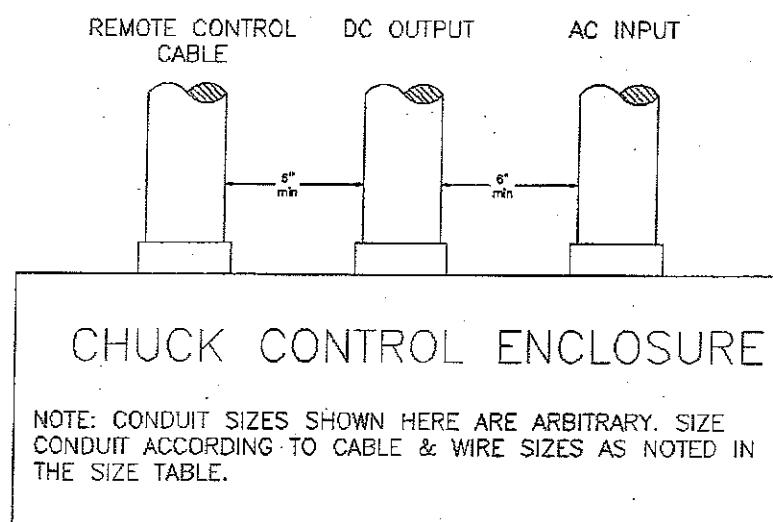 REMOTE CONTROL
CABLE
DC OUTPUT
AC INPUT
min
6"
min
CHUCK CONTROL ENCLOSURE
NOTE: CONDUIT SIZES SHOWN HERE ARE ARBITRARY. SIZE
CONDUIT ACCORDING TO CABLE & WIRE SIZES AS NOTED IN
THE SIZE TABLE.